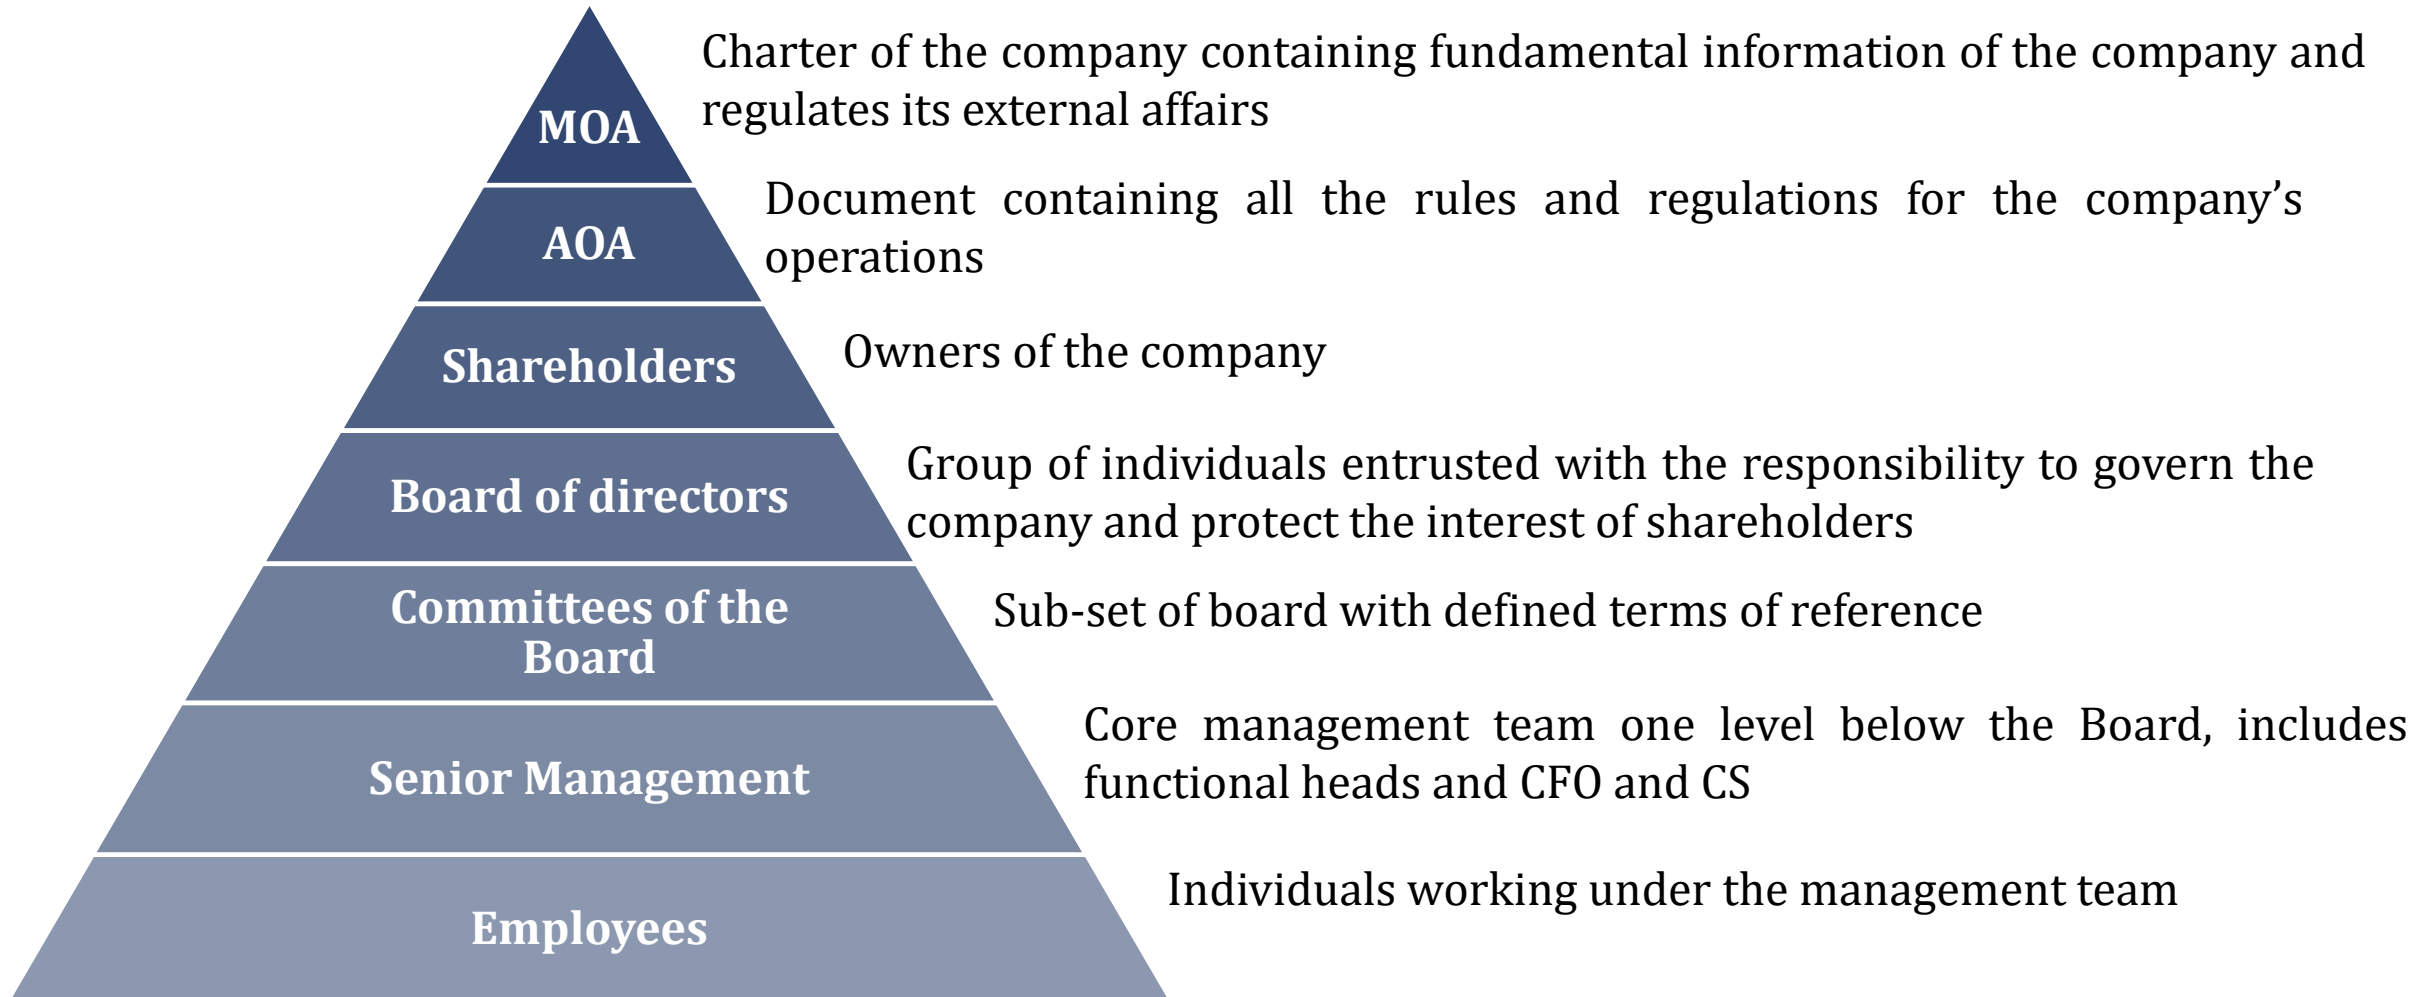 MOA
Charter of the company containing fundamental information of the company and
regulates its external affairs
AOA
Document containing all the rules and regulations for the company’s
operations
Shareholders
Owners of the company
Board of directors
Group of individuals entrusted with the responsibility to govern the
company and protect the interest of shareholders
Committees of the
Board
Sub-set of board with defined terms of reference
Senior Management
Core management team one level below the Board, includes
functional heads and CFO and CS
Employees
Individuals working under the management team